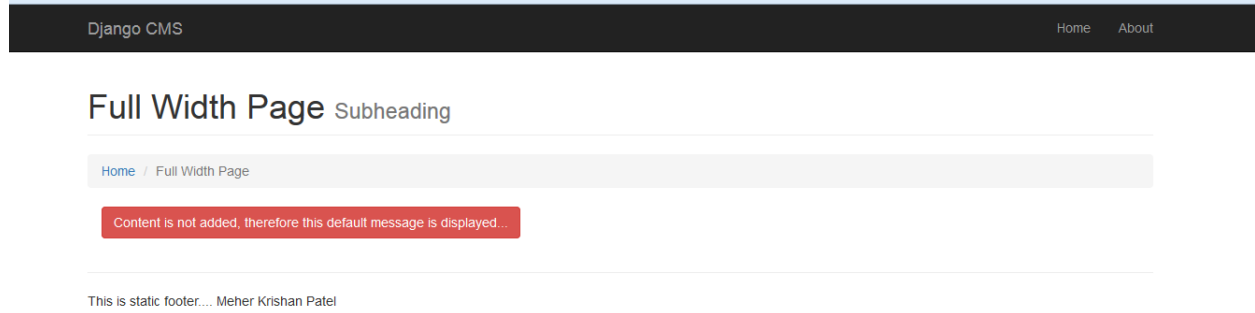 Django CMS Home About
Full Width Page Subheading
Home / Full Width Page
Content is not added, therefore this default message is displayed...
This is static footer.... Meher Krishan Patel